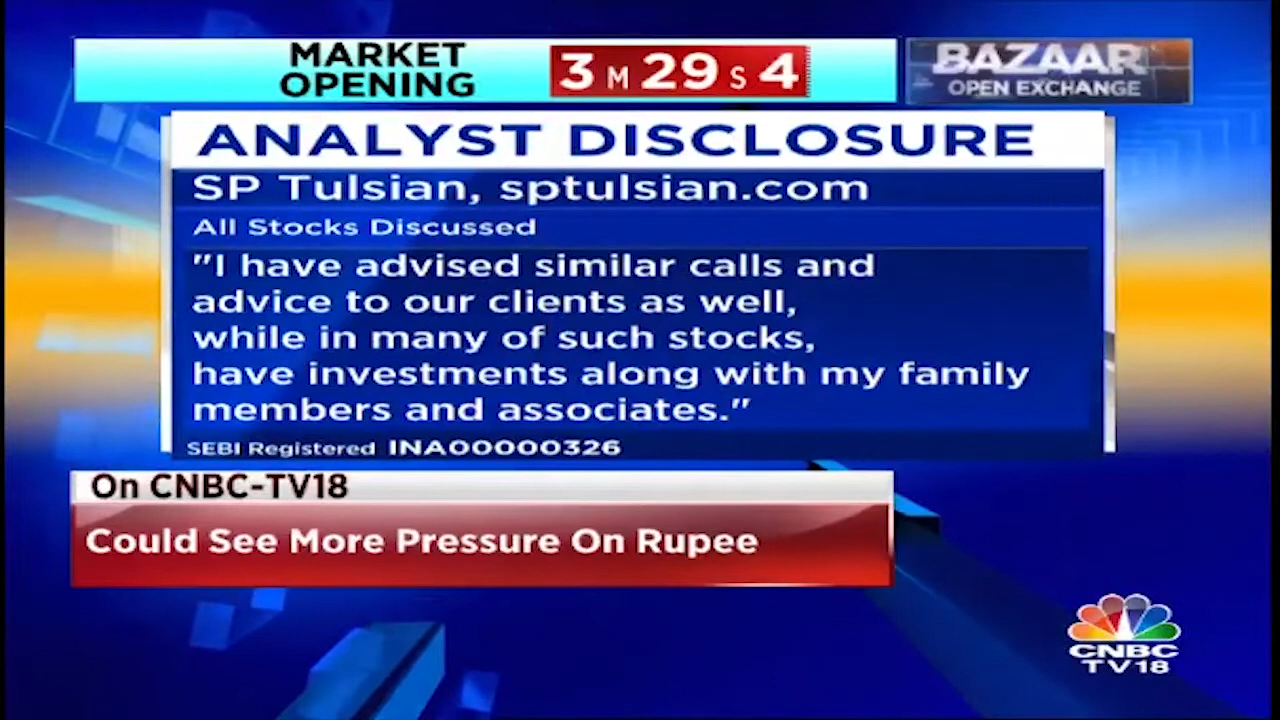 MARKET
OPENING
3 M 29 S 4
BAZAAR
OPEN EXCHANGE
ANALYST DISCLOSURE
SP Tulsian, sptulsian.com
All Stocks Discussed
"I have advised similar calls and
advice to our clients as well,
while in many of such stocks,
have investments along with my family
members and associates."
SEBI Registered INA00000326
On CNBC-TV18
Could See More Pressure On Rupee
CNBC
TV18